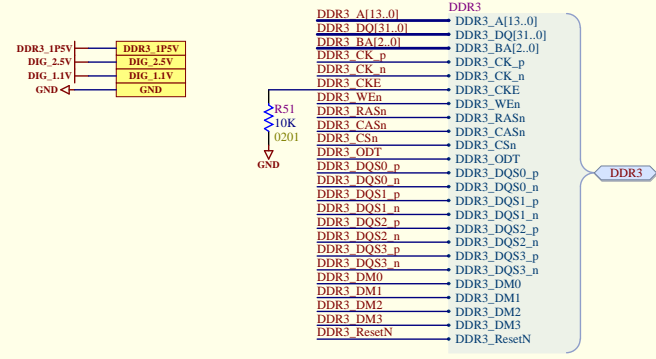 DDR3_1P5V DDR3_1P5V
DIG_2.5V DIG_2.5V
DIG_1.1V DIG_1.1V
GND GND
R51
10K
0201
GND
DDR3
DDR3_A[13..0] DDR3_A[13..0]
DDR3_DQ[31..0] DDR3_DQ[31..0]
DDR3_BA[2..0] DDR3_BA[2..0]
DDR3_CK_p DDR3_CK_p
DDR3_CK_n DDR3_CK_n
DDR3_CKE DDR3_CKE
DDR3_WEn DDR3_WEn
DDR3_RASn DDR3_RASn
DDR3_CASn DDR3_CASn
DDR3_CSn DDR3_CSn
DDR3_ODT DDR3_ODT
DDR3_DQS0_p DDR3_DQS0_p
DDR3_DQS0_n DDR3_DQS0_n
DDR3_DQS1_p DDR3_DQS1_p
DDR3_DQS1_n DDR3_DQS1_n
DDR3_DQS2_p DDR3_DQS2_p
DDR3_DQS2_n DDR3_DQS2_n
DDR3_DQS3_p DDR3_DQS3_p
DDR3_DQS3_n DDR3_DQS3_n
DDR3_DM0 DDR3_DM0
DDR3_DM1 DDR3_DM1
DDR3_DM2 DDR3_DM2
DDR3_DM3 DDR3_DM3
DDR3_ResetN DDR3_ResetN
DDR3